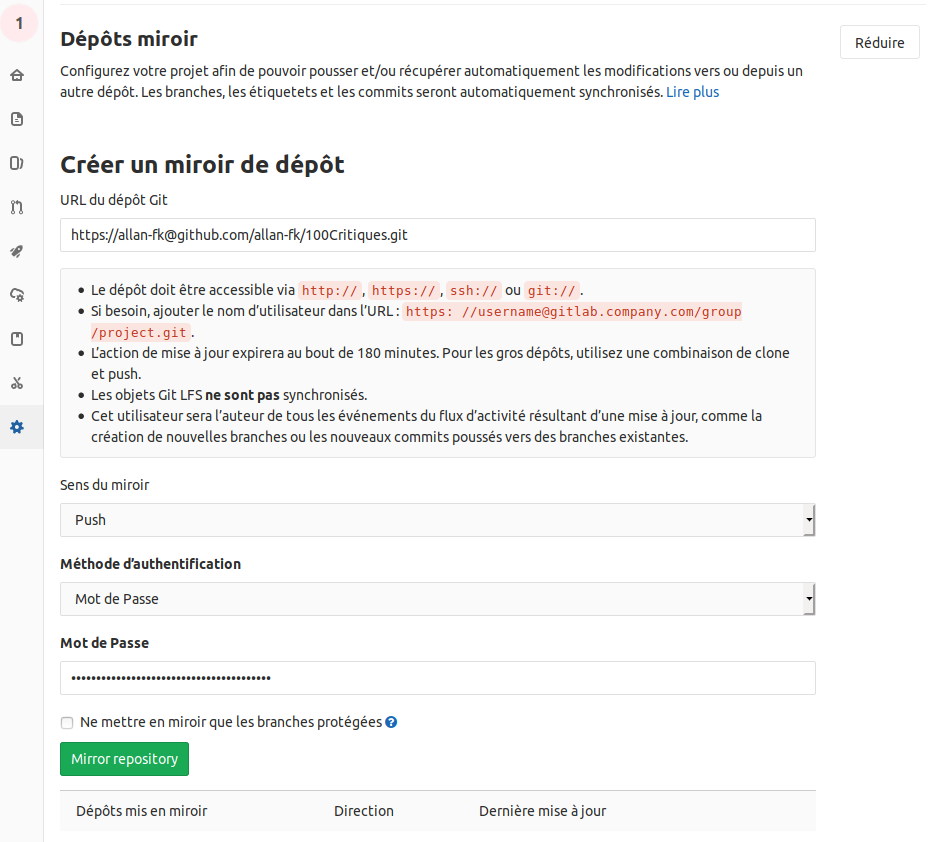 1
Dépôts miroir
Réduire
Configurez votre projet afin de pouvoir pousser et/ou récupérer automatiquement les modifications vers ou depuis un
autre dépôt. Les branches, les étiquetets et les commits seront automatiquement synchronisés. Lire plus
Créer un miroir de dépôt
URL du dépôt Git
https://allan-fk@github.com/allan-fk/100Critiques.git
• Le dépôt doit être accessible via http://, https://, ssh:// ou git://.
• Si besoin, ajouter le nom d’utilisateur dans l’URL : https: //username@gitlab.company.com/group
/project.git.
• L’action de mise à jour expirera au bout de 180 minutes. Pour les gros dépôts, utilisez une combinaison de clone
et push.
• Les objets Git LFS ne sont pas synchronisés.
• Cet utilisateur sera l’auteur de tous les événements du flux d’activité résultant d’une mise à jour, comme la
création de nouvelles branches ou les nouveaux commits poussés vers des branches existantes.
Sens du miroir
Push
Méthode d’authentification
Mot de Passe
Mot de Passe
••••••••••••••••••••••••••••••••••••••••
Ne mettre en miroir que les branches protégées ?
Mirror repository
Dépôts mis en miroir Direction Dernière mise à jour